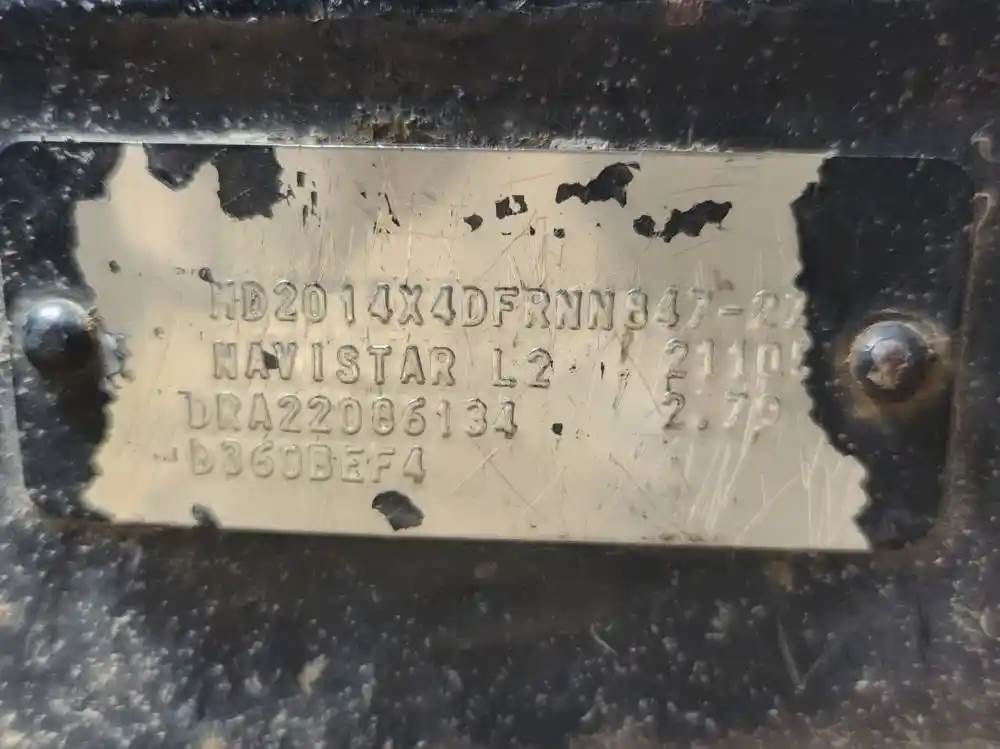 MD2014X4DFRNN847-27
NAVISTAR L2 21105
DRA22086134 2.79
D360BEF4